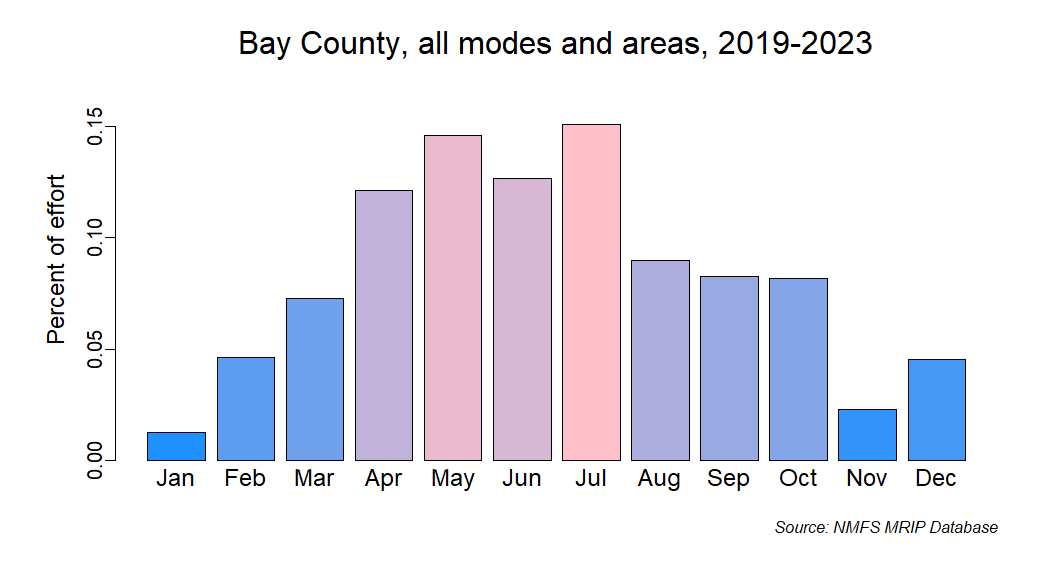 Bay County, all modes and areas, 2019-2023
Percent of effort
0.15
0.10
0.05
0.00
Jan Feb Mar Apr May Jun Jul Aug Sep Oct Nov Dec
Source: NMFS MRIP Database